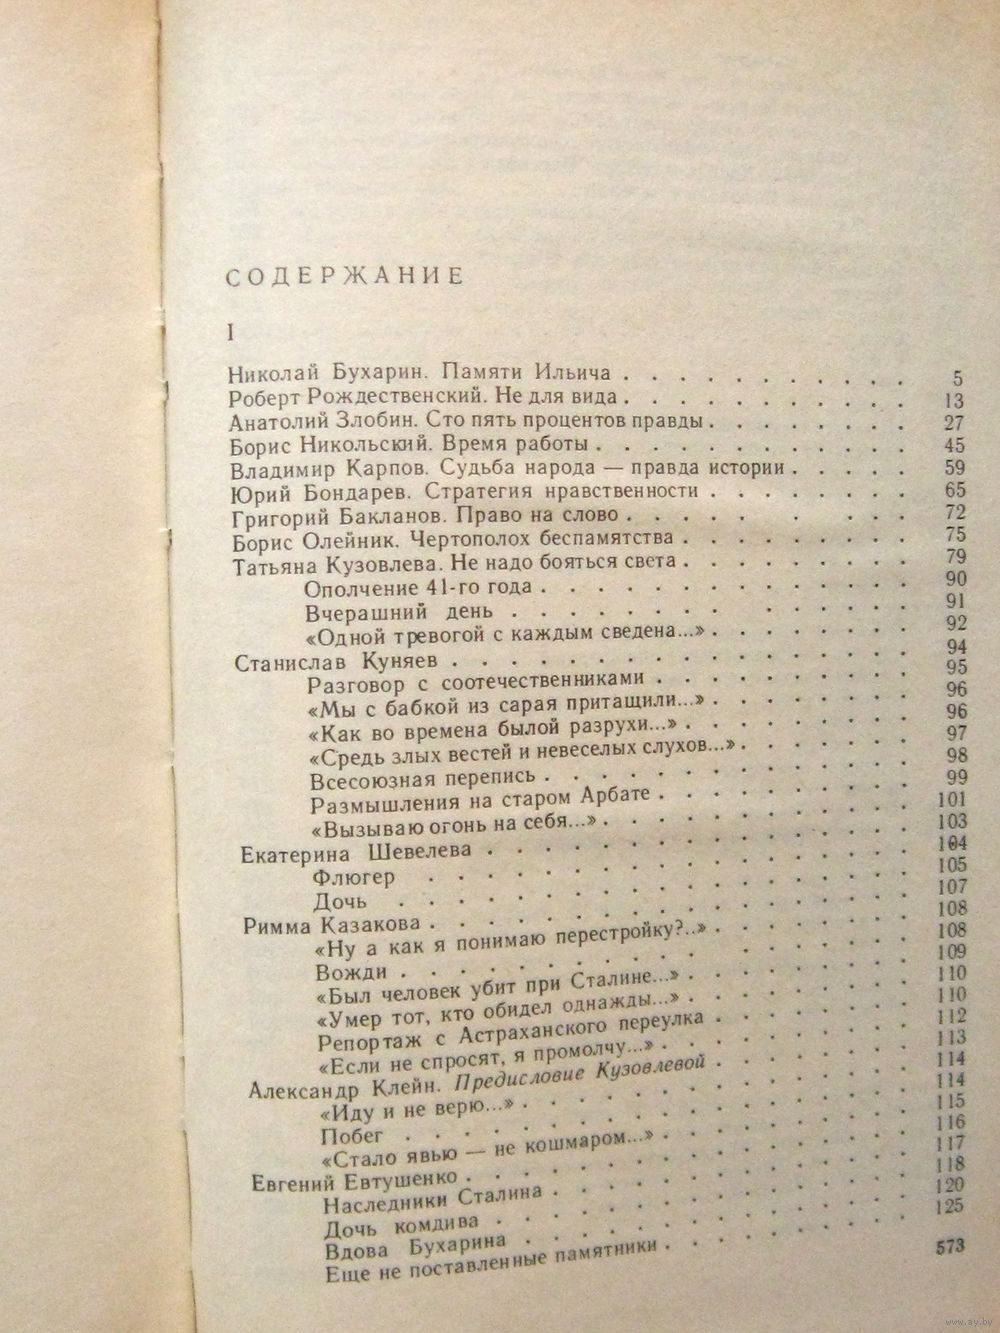 СОДЕРЖАНИЕ
I
Николай Бухарин. Памяти Ильича . . . . . . . . . . . 5
Роберт Рождественский. Не для вида . . . . . . . . . . . 13
Анатолий Злобин. Сто пять процентов правды . . . . . . . . 27
Борис Никольский. Время работы . . . . . . . . . . . . 45
Владимир Карпов. Судьба народа — правда истории . . . . . 59
Юрий Бондарев. Стратегия нравственности . . . . . . . . 65
Григорий Бакланов. Право на слово . . . . . . . . . . 72
Борис Олейник. Чертополох беспамятства . . . . . . . . . 75
Татьяна Кузовлева. Не надо бояться света . . . . . . . . . 79
Ополчение 41-го года . . . . . . . . . . . . . 90
Вчерашний день . . . . . . . . . . . . . 91
«Одной тревогой с каждым сведена...» . . . . . . . . 92
Станислав Куняев . . . . . . . . . . . . . . . . 94
Разговор с соотечественниками . . . . . . . . . 95
«Мы с бабкой из сарая притащили...» . . . . . . . . 96
«Как во времена былой разрухи...» . . . . . . . . . 96
«Средь злых вестей и невеселых слухов...» . . . . . . . 97
Всесоюзная перепись . . . . . . . . . . . . . 98
Размышления на старом Арбате . . . . . . . . . 99
«Вызываю огонь на себя...» . . . . . . . . . . . 101
Екатерина Шевелева . . . . . . . . . . . . . . . 103
Флюгер . . . . . . . . . . . . . . . . . 104
Дочь . . . . . . . . . . . . . . . . . . 105
Римма Казакова . . . . . . . . . . . . . . . . . 107
«Ну а как я понимаю перестройку?..» . . . . . . . . 108
Вожди . . . . . . . . . . . . . . . . . 108
«Был человек убит при Сталине...» . . . . . . . . . 109
«Умер тот, кто обидел однажды...» . . . . . . . . . 110
Репортаж с Астраханского переулка . . . . . . . . 110
«Если не спросят, я промолчу...» . . . . . . . . . 112
Александр Клейн. Предисловие Кузовлевой . . . . . . . . 113
«Иду и не верю...» . . . . . . . . . . . . . . 114
Побег . . . . . . . . . . . . . . . . . 114
«Стало явью — не кошмаром...» . . . . . . . . . 115
Евгений Евтушенко . . . . . . . . . . . . . . . . 116
Наследники Сталина . . . . . . . . . . . . . 117
Дочь комдива . . . . . . . . . . . . . . . 118
Вдова Бухарина . . . . . . . . . . . . . . 120
Еще не поставленные памятники . . . . . . . . . 125
573
www.ay.by